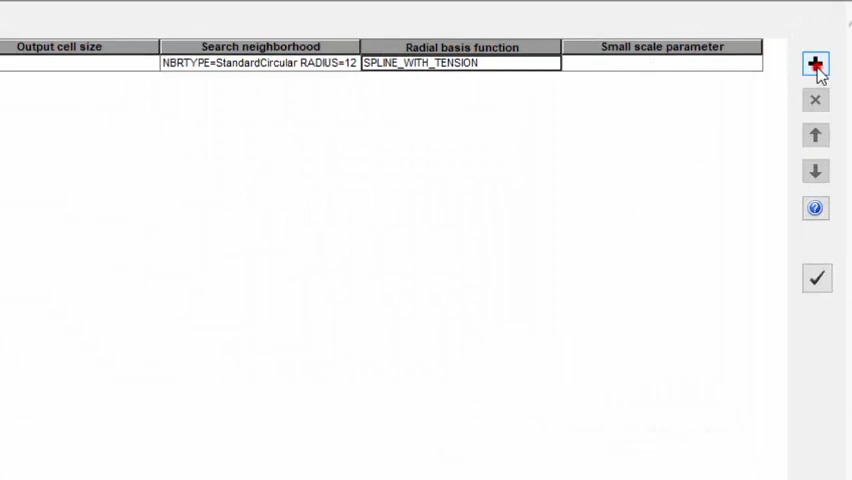 Output cell size Search neighborhood Radial basis function Small scale parameter
NBRTYPE=StandardCircular RADIUS=12 SPLINE_WITH_TENSION